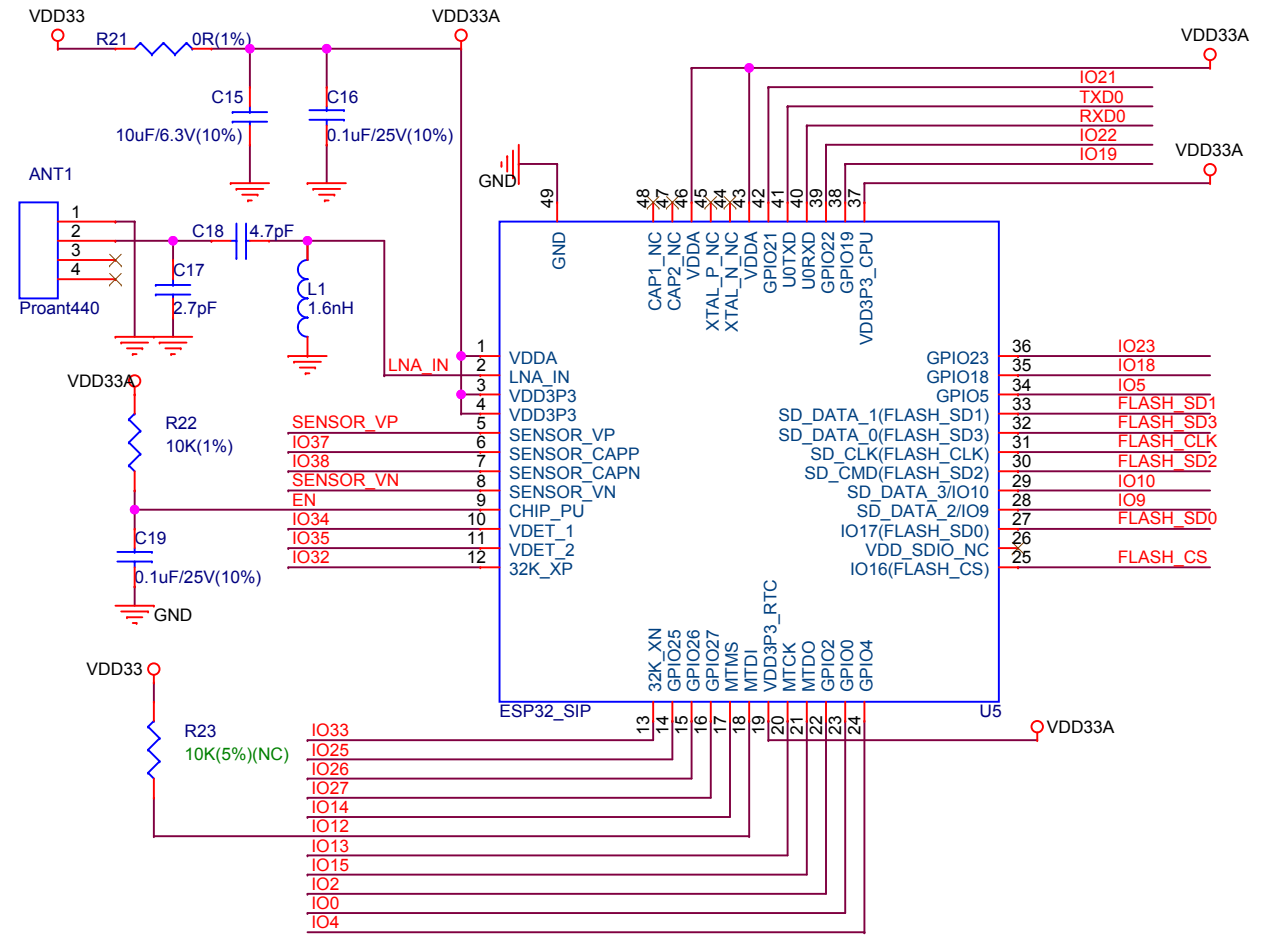 VDD33
VDD33A
R21
0R(1%)
C15
10uF/6.3V(10%)
C16
0.1uF/25V(10%)
VDD33A
IO21
TXD0
RXD0
IO22
IO19
VDD33A
GND
ANT1
1
2
3
4
Proant440
C18
4.7pF
C17
2.7pF
L1
1.6nH
LNA_IN
VDD33A
R22
10K(1%)
C19
0.1uF/25V(10%)
GND
SENSOR_VP
IO37
IO38
SENSOR_VN
EN
IO34
IO35
IO32
1
2
3
4
5
6
7
8
9
10
11
12
VDDA
LNA_IN
VDD3P3
VDD3P3
SENSOR_VP
SENSOR_CAPP
SENSOR_CAPN
SENSOR_VN
CHIP_PU
VDET_1
VDET_2
32K_XP
49
48
47
46
45
44
43
42
41
40
39
38
37
GND
CAP1_NC
CAP2_NC
VDDA
XTAL_P_NC
XTAL_N_NC
VDDA
GPIO21
U0TXD
U0RXD
GPIO22
GPIO19
VDD3P3_CPU
GPIO23
GPIO18
GPIO5
SD_DATA_1(FLASH_SD1)
SD_DATA_0(FLASH_SD3)
SD_CLK(FLASH_CLK)
SD_CMD(FLASH_SD2)
SD_DATA_3/IO10
SD_DATA_2/IO9
IO17(FLASH_SD0)
VDD_SDIO_NC
IO16(FLASH_CS)
36
35
34
33
32
31
30
29
28
27
26
25
IO23
IO18
IO5
FLASH_SD1
FLASH_SD3
FLASH_CLK
FLASH_SD2
IO10
IO9
FLASH_SD0
FLASH_CS
32K_XN
GPIO25
GPIO26
GPIO27
MTMS
MTDI
VDD3P3_RTC
MTCK
MTDO
GPIO2
GPIO0
GPIO4
ESP32_SIP
U5
13
14
15
16
17
18
19
20
21
22
23
24
VDD33A
VDD33
R23
10K(5%)(NC)
IO33
IO25
IO26
IO27
IO14
IO12
IO13
IO15
IO2
IO0
IO4